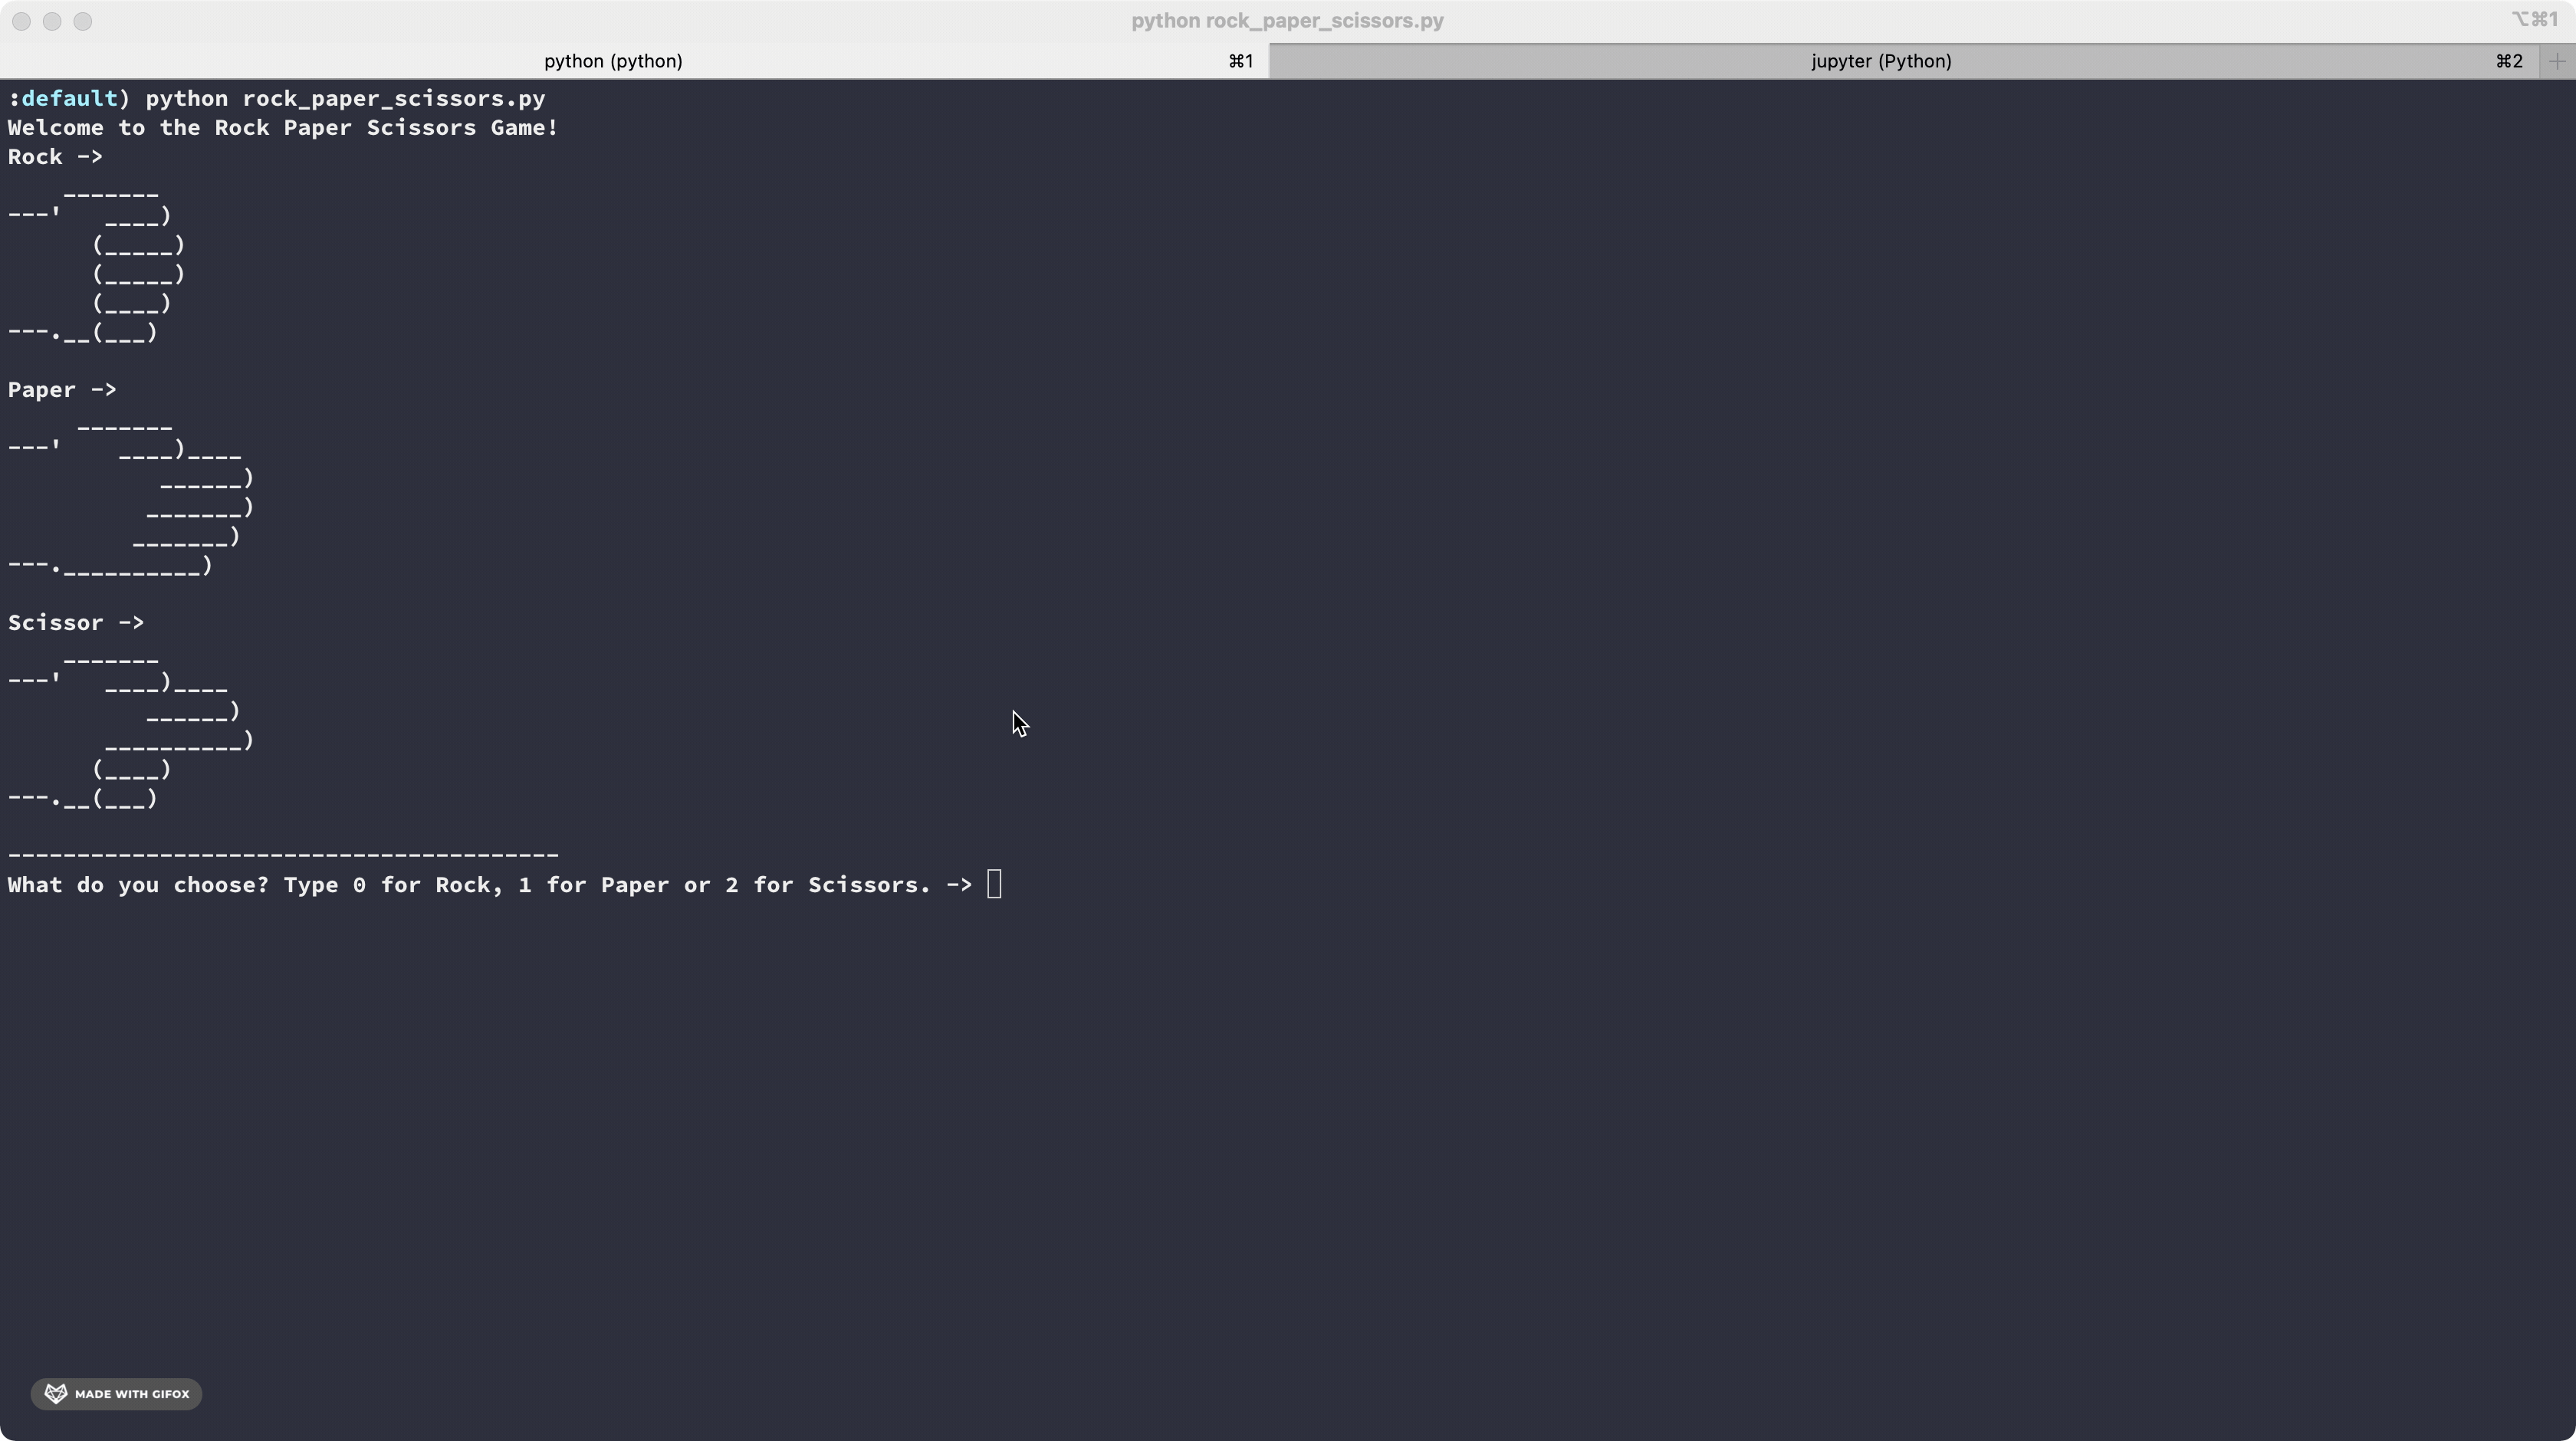 python rock_paper_scissors.py
⌥⌘1
python (python)
⌘1
jupyter (Python)
⌘2
:default) python rock_paper_scissors.py
Welcome to the Rock Paper Scissors Game!
Rock ->
    _______
---'   ____)
      (_____)
      (_____)
      (____)
---.__(___)
Paper ->
     _______
---'    ____)____
           ______)
          _______)
         _______)
---.__________)
Scissor ->
    _______
---'   ____)____
          ______)
       __________)
      (____)
---.__(___)
----------------------------------------
What do you choose? Type 0 for Rock, 1 for Paper or 2 for Scissors. ->
MADE WITH GIFOX